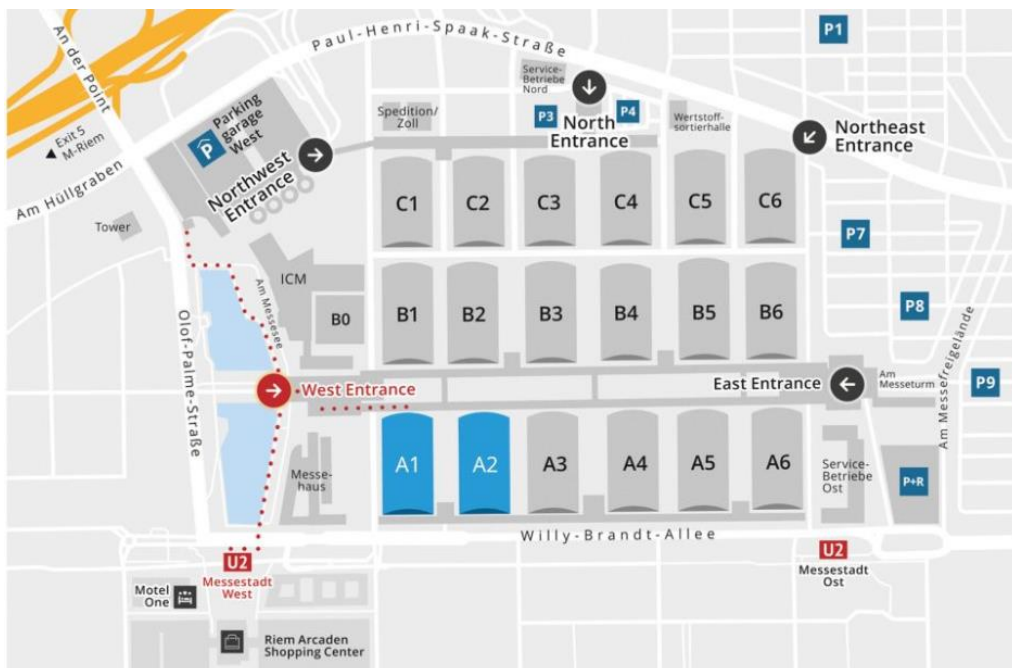 An der Point
Paul-Henri-Spaak-Straße
P1
Exit 5
M-Riem
Parking
garage
West
P
Spedition/
Zoll
Service-
Betriebe
Nord
P3
P4
North
Entrance
Wertstoff-
sortierhalle
Northeast
Entrance
Am Hüllgraben
Northwest
Entrance
Tower
C1
C2
C3
C4
C5
C6
P7
ICM
Am Messesee
B0
B1
B2
B3
B4
B5
B6
P8
Olof-Palme-Straße
West Entrance
East Entrance
Am
Messeturm
P9
Am Messefreigelände
Messe-
haus
A1
A2
A3
A4
A5
A6
Service-
Betriebe
Ost
P+R
Willy-Brandt-Allee
U2
Messestadt
West
U2
Messestadt
Ost
Motel
One
Riem Arcaden
Shopping Center